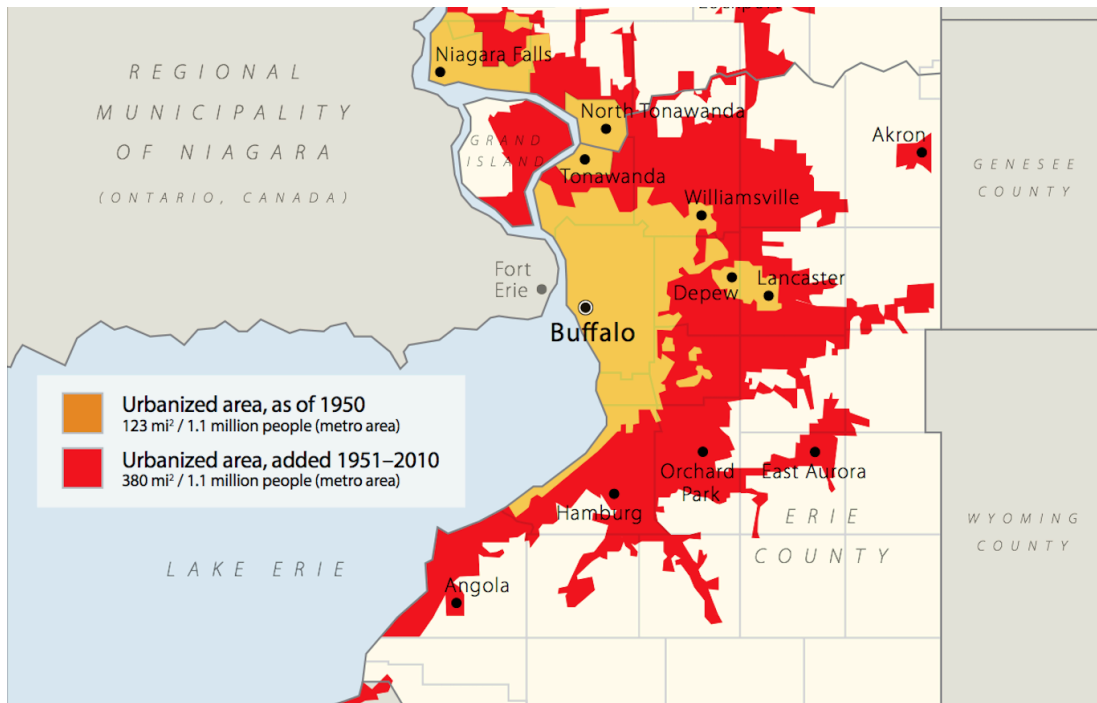 Niagara Falls
REGIONAL
MUNICIPALITY
OF NIAGARA
(ONTARIO, CANADA)
North Tonawanda
GRAND
ISLAND
Akron
GENESEE
COUNTY
Tonawanda
Williamsville
Fort
Erie
Depew
Lancaster
Buffalo
Urbanized area, as of 1950
123 mi² / 1.1 million people (metro area)
Urbanized area, added 1951–2010
380 mi² / 1.1 million people (metro area)
Orchard
Park
East Aurora
Hamburg
ERIE
COUNTY
WYOMING
COUNTY
LAKE ERIE
Angola